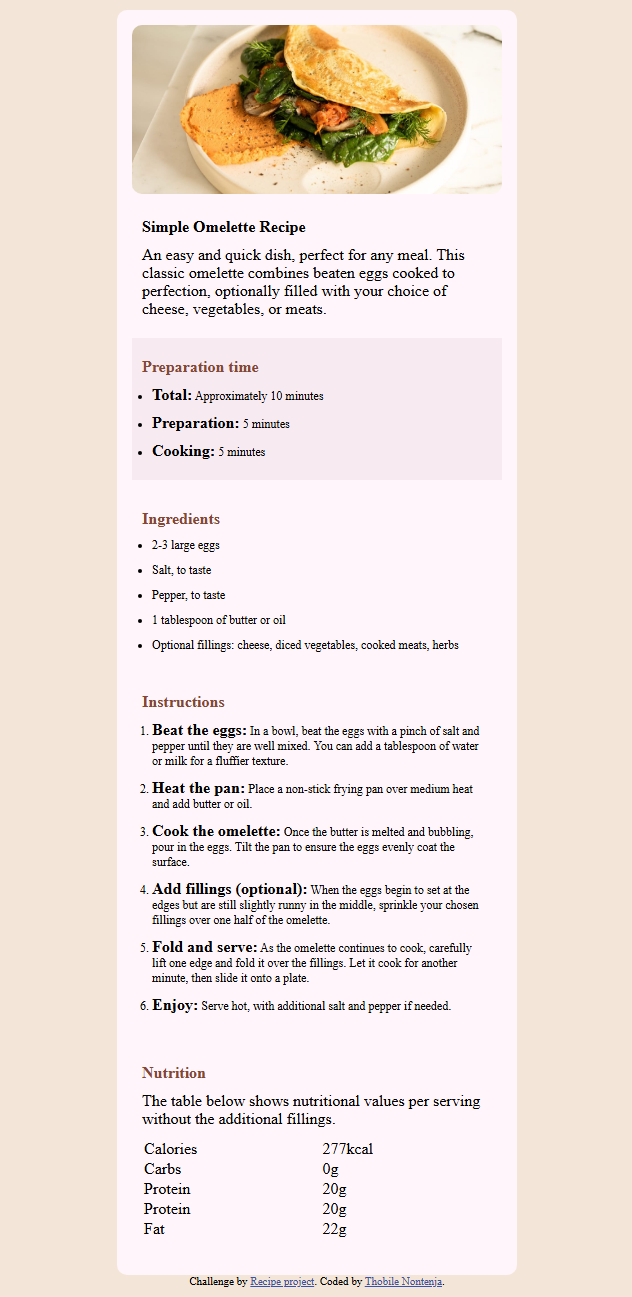 Simple Omelette Recipe
An easy and quick dish, perfect for any meal. This
classic omelette combines beaten eggs cooked to
perfection, optionally filled with your choice of
cheese, vegetables, or meats.
Preparation time
• Total: Approximately 10 minutes
• Preparation: 5 minutes
• Cooking: 5 minutes
Ingredients
• 2-3 large eggs
• Salt, to taste
• Pepper, to taste
• 1 tablespoon of butter or oil
• Optional fillings: cheese, diced vegetables, cooked meats, herbs
Instructions
1. Beat the eggs: In a bowl, beat the eggs with a pinch of salt and
pepper until they are well mixed. You can add a tablespoon of water
or milk for a fluffier texture.
2. Heat the pan: Place a non-stick frying pan over medium heat
and add butter or oil.
3. Cook the omelette: Once the butter is melted and bubbling,
pour in the eggs. Tilt the pan to ensure the eggs evenly coat the
surface.
4. Add fillings (optional): When the eggs begin to set at the
edges but are still slightly runny in the middle, sprinkle your chosen
fillings over one half of the omelette.
5. Fold and serve: As the omelette continues to cook, carefully
lift one edge and fold it over the fillings. Let it cook for another
minute, then slide it onto a plate.
6. Enjoy: Serve hot, with additional salt and pepper if needed.
Nutrition
The table below shows nutritional values per serving
without the additional fillings.
Calories 277kcal
Carbs 0g
Protein 20g
Protein 20g
Fat 22g
Challenge by Recipe project. Coded by Thobile Nontenja.